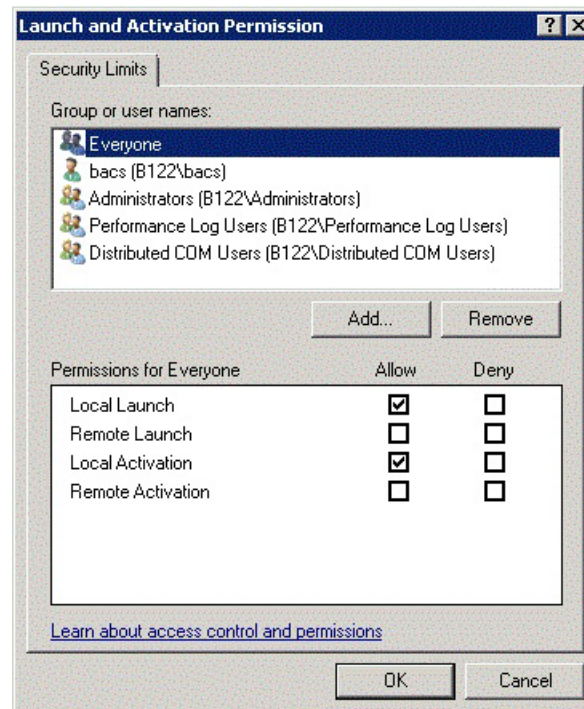 Launch and Activation Permission
Security Limits
Group or user names:
Everyone
bacs (B122\bacs)
Administrators (B122\Administrators)
Performance Log Users (B122\Performance Log Users)
Distributed COM Users (B122\Distributed COM Users)
Add... Remove
Permissions for Everyone Allow Deny
Local Launch
Remote Launch
Local Activation
Remote Activation
Learn about access control and permissions
OK Cancel